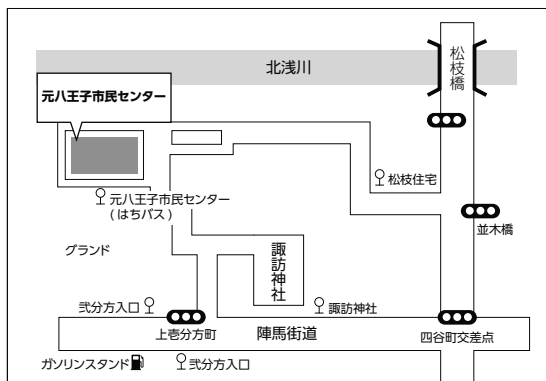 北浅川
松枝橋
元八王子市民センター
松枝住宅
元八王子市民センター
(はちバス)
並木橋
グランド
諏訪神社
弐分方入口
諏訪神社
上壱分方町
陣馬街道
四谷町交差点
ガソリンスタンド
弐分方入口